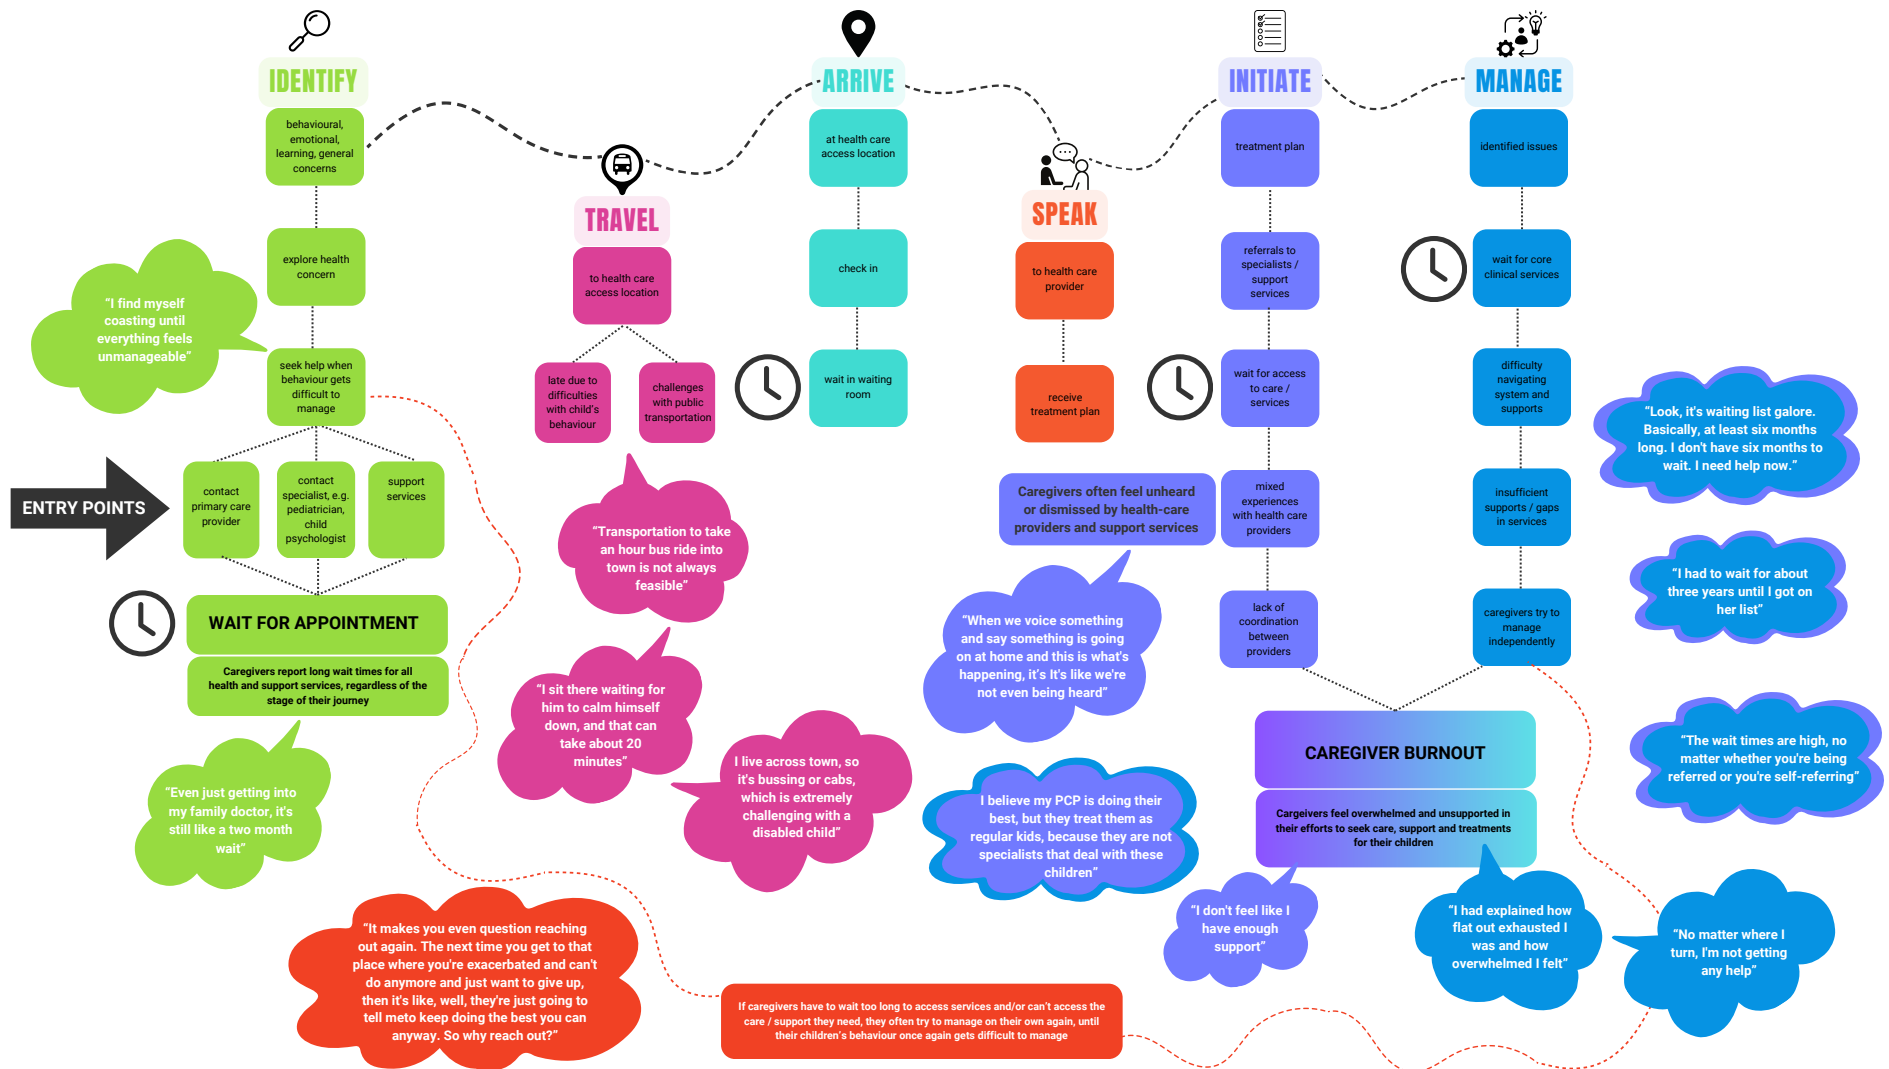 IDENTIFY
behavioural,
emotional,
learning, general
concerns
explore health
concern
"I find myself
coasting until
everything feels
unmanageable"
seek help when
behaviour gets
difficult to
manage
ENTRY POINTS
contact
primary care
provider
contact
specialist, e.g.
pediatrician,
child
psychologist
support
services
WAIT FOR APPOINTMENT
Caregivers report long wait times for all
health and support services, regardless of the
stage of their journey
"Even just getting into
my family doctor, it's
still like a two month
wait"
TRAVEL
to health care
access location
late due to
difficulties
with child's
behaviour
challenges
with public
transportation
"Transportation to take
an hour bus ride into
town is not always
feasible"
"I sit there waiting for
him to calm himself
down, and that can
take about 20
minutes"
I live across town, so
it's bussing or cabs,
which is extremely
challenging with a
disabled child"
ARRIVE
at health care
access location
check in
wait in waiting
room
SPEAK
to health care
provider
receive
treatment plan
Caregivers often feel unheard
or dismissed by health-care
providers and support services
"When we voice something
and say something is going
on at home and this is what's
happening, it's It's like we're
not even being heard"
I believe my PCP is doing their
best, but they treat them as
regular kids, because they are not
specialists that deal with these
children"
INITIATE
treatment plan
referrals to
specialists /
support
services
wait for access
to care /
services
mixed
experiences
with health care
providers
lack of
coordination
between
providers
MANAGE
identified issues
wait for core
clinical services
difficulty
navigating
system and
supports
insufficient
supports / gaps
in services
caregivers try to
manage
independently
"Look, it's waiting list galore.
Basically, at least six months
long. I don't have six months to
wait. I need help now."
"I had to wait for about
three years until I got on
her list"
"The wait times are high, no
matter whether you're being
referred or you're self-referring"
CAREGIVER BURNOUT
Cargeivers feel overwhelmed and unsupported in
their efforts to seek care, support and treatments
for their children
"I don't feel like I
have enough
support"
"I had explained how
flat out exhausted I
was and how
overwhelmed I felt"
"No matter where I
turn, I'm not getting
any help"
"It makes you even question reaching
out again. The next time you get to that
place where you're exacerbated and can't
do anymore and just want to give up,
then it's like, well, they're just going to
tell meto keep doing the best you can
anyway. So why reach out?"
If caregivers have to wait too long to access services and/or can't access the
care / support they need, they often try to manage on their own again, until
their children's behaviour once again gets difficult to manage